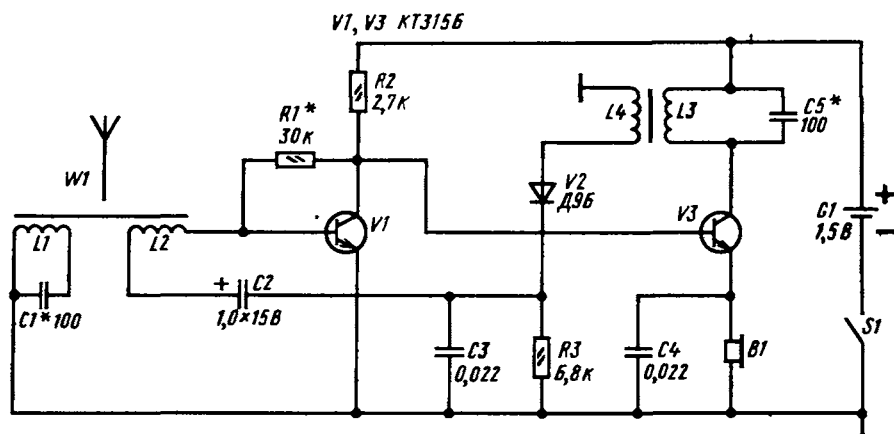 V1, V3 КТ315Б
R2
2,7к
R1*
30к
L4
L3
C5*
100
W1
V2
Д9Б
V1
V3
G1
1,5В
+
−
L1
L2
C1*100
+
C2
1,0×15В
C3
0,022
R3
6,8к
C4
0,022
B1
S1